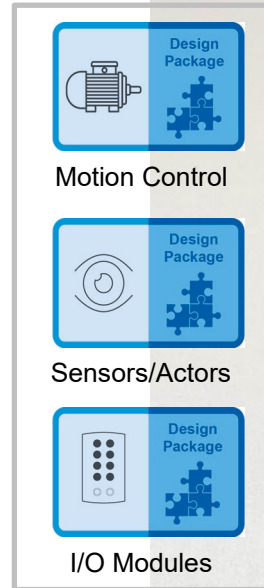 Design
Package
Motion Control
Design
Package
Sensors/Actors
Design
Package
I/O Modules